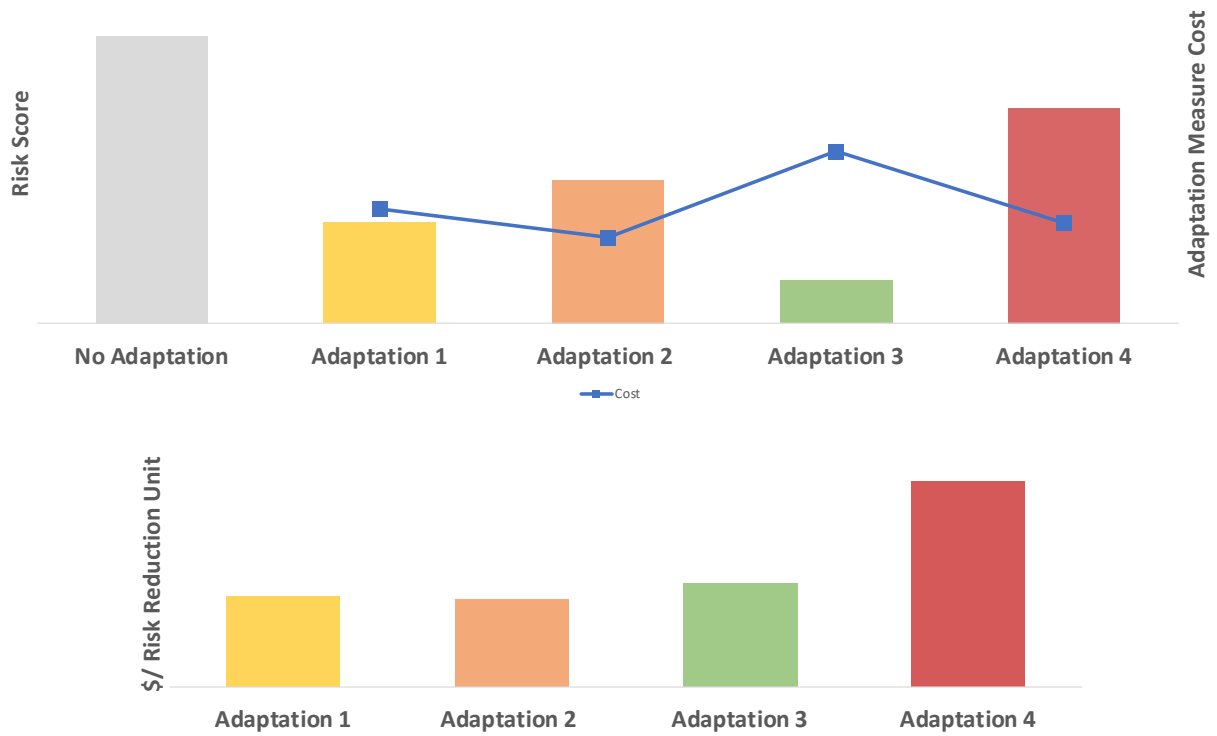 Risk Score
Adaptation Measure Cost
No Adaptation
Adaptation 1
Adaptation 2
Adaptation 3
Adaptation 4
Cost
$/ Risk Reduction Unit
Adaptation 1
Adaptation 2
Adaptation 3
Adaptation 4